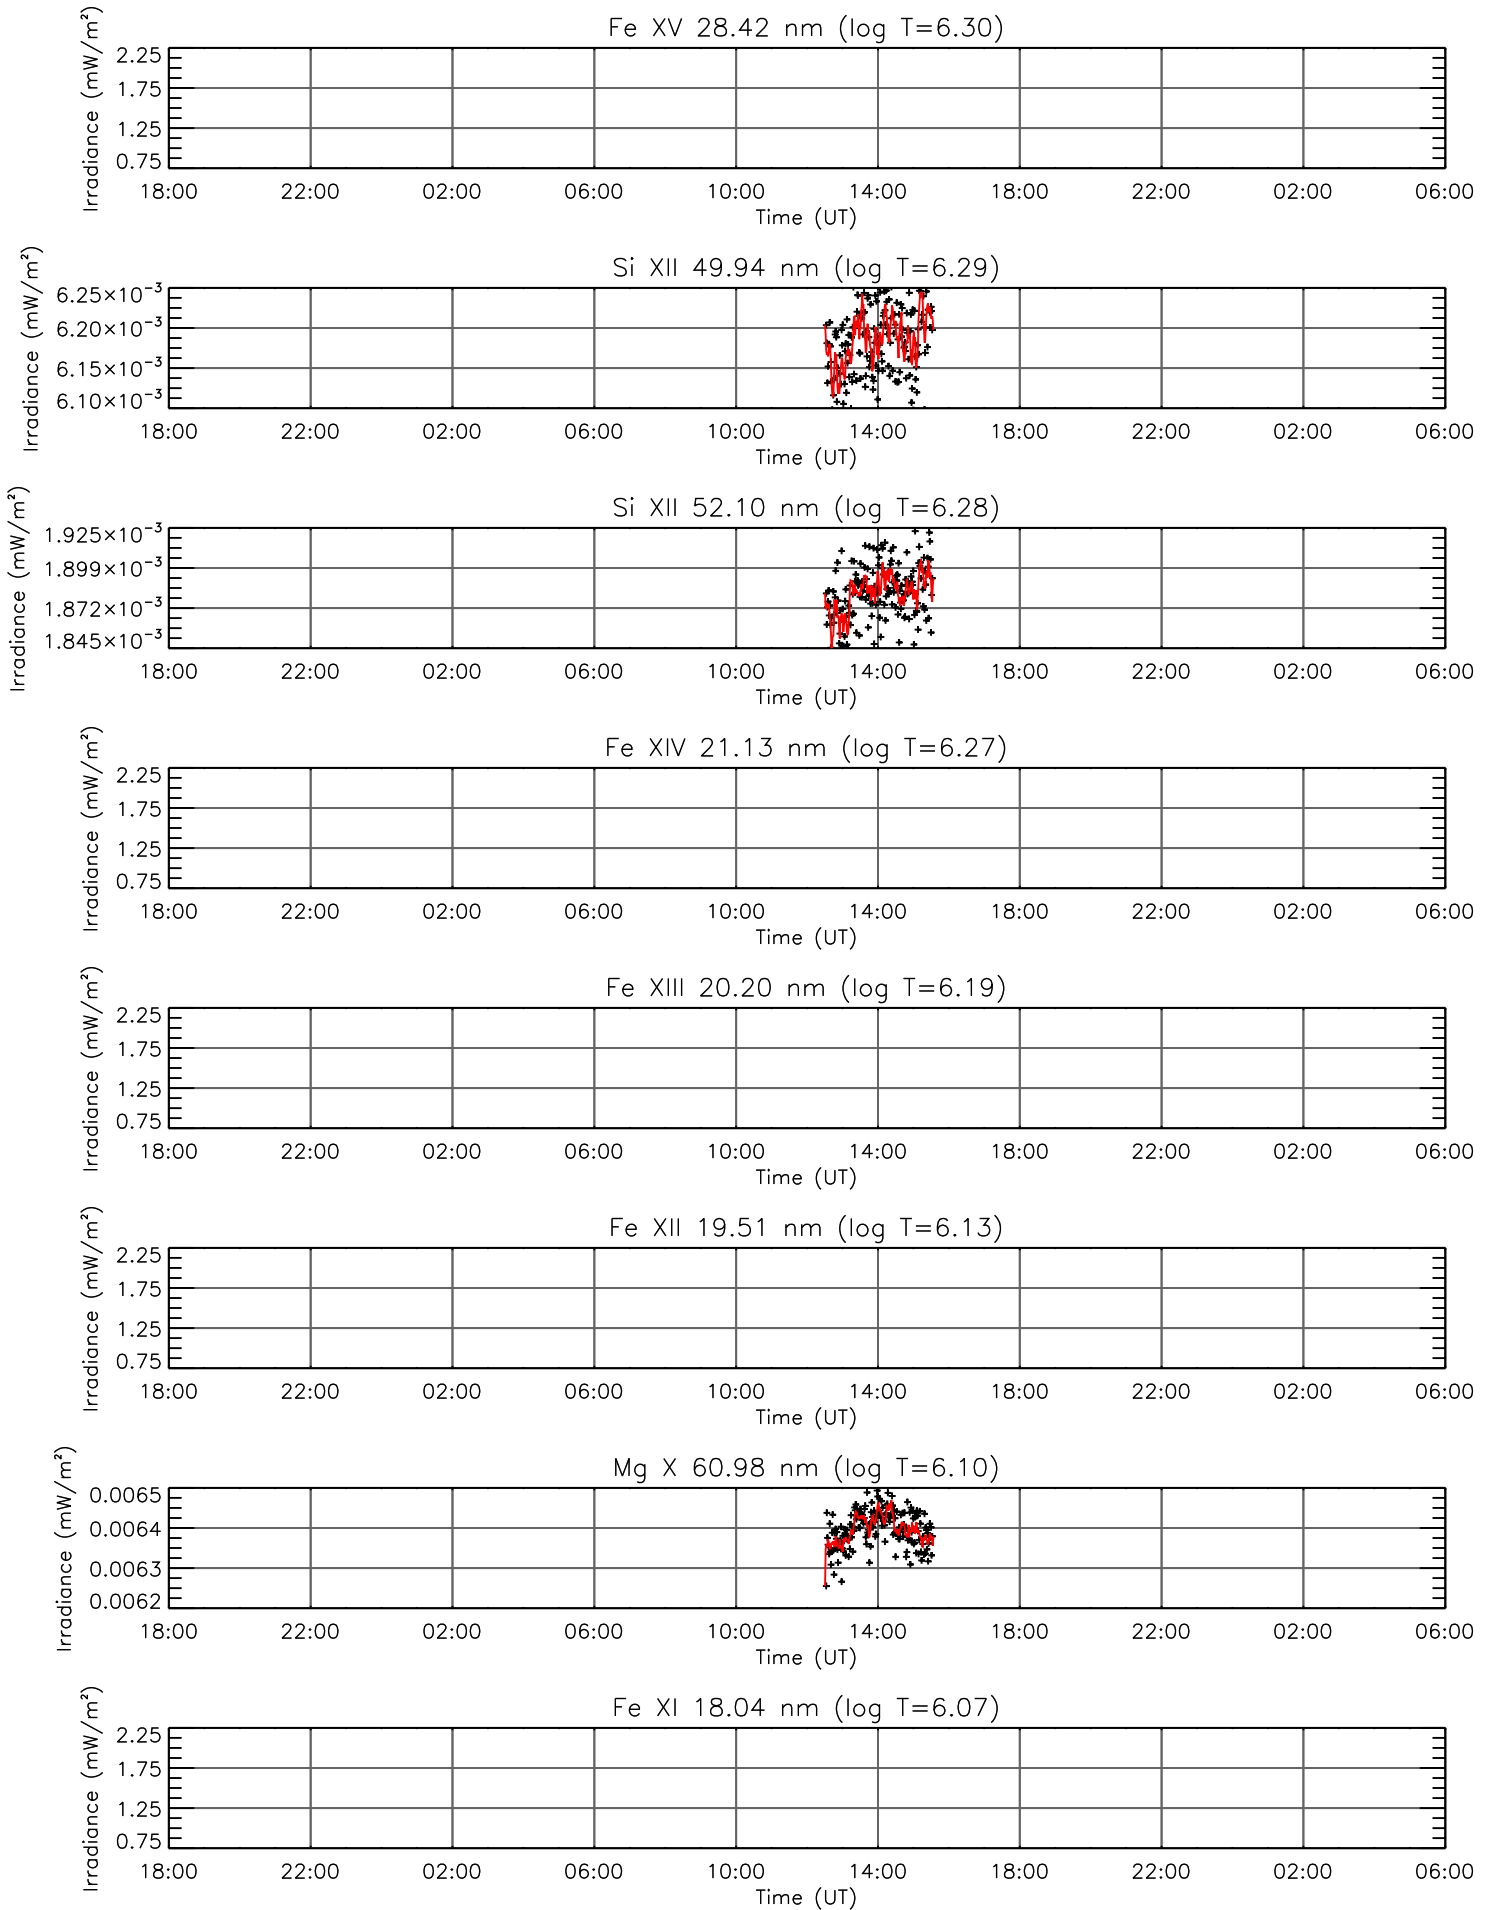 Fe XV 28.42 nm (log T=6.30)
Irradiance (mW/m²)
2.25
1.75
1.25
0.75
18:00 22:00 02:00 06:00 10:00 14:00 18:00 22:00 02:00 06:00
Time (UT)
Si XII 49.94 nm (log T=6.29)
Irradiance (mW/m²)
6.25×10⁻³
6.20×10⁻³
6.15×10⁻³
6.10×10⁻³
18:00 22:00 02:00 06:00 10:00 14:00 18:00 22:00 02:00 06:00
Time (UT)
Si XII 52.10 nm (log T=6.28)
Irradiance (mW/m²)
1.925×10⁻³
1.899×10⁻³
1.872×10⁻³
1.845×10⁻³
18:00 22:00 02:00 06:00 10:00 14:00 18:00 22:00 02:00 06:00
Time (UT)
Fe XIV 21.13 nm (log T=6.27)
Irradiance (mW/m²)
2.25
1.75
1.25
0.75
18:00 22:00 02:00 06:00 10:00 14:00 18:00 22:00 02:00 06:00
Time (UT)
Fe XIII 20.20 nm (log T=6.19)
Irradiance (mW/m²)
2.25
1.75
1.25
0.75
18:00 22:00 02:00 06:00 10:00 14:00 18:00 22:00 02:00 06:00
Time (UT)
Fe XII 19.51 nm (log T=6.13)
Irradiance (mW/m²)
2.25
1.75
1.25
0.75
18:00 22:00 02:00 06:00 10:00 14:00 18:00 22:00 02:00 06:00
Time (UT)
Mg X 60.98 nm (log T=6.10)
Irradiance (mW/m²)
0.0065
0.0064
0.0063
0.0062
18:00 22:00 02:00 06:00 10:00 14:00 18:00 22:00 02:00 06:00
Time (UT)
Fe XI 18.04 nm (log T=6.07)
Irradiance (mW/m²)
2.25
1.75
1.25
0.75
18:00 22:00 02:00 06:00 10:00 14:00 18:00 22:00 02:00 06:00
Time (UT)